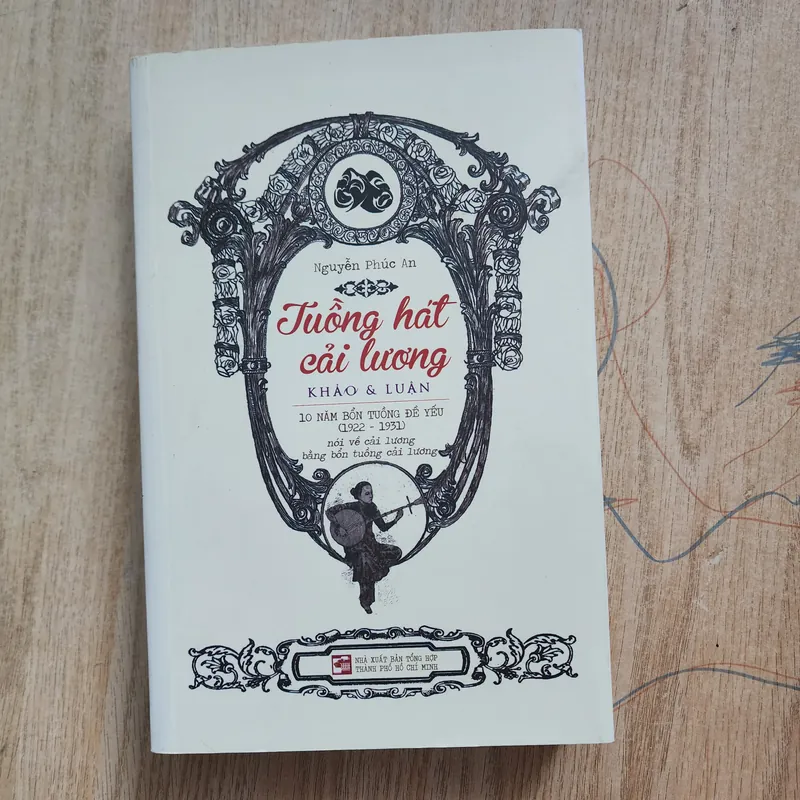 Nguyễn Phúc An
Tuồng hát
cải lương
KHẢO & LUẬN
10 NĂM BỔN TUỒNG ĐỀ YẾU
(1922 - 1931)
nói về cải lương
bằng bổn tuồng cải lương
NHÀ XUẤT BẢN TỔNG HỢP
THÀNH PHỐ HỒ CHÍ MINH